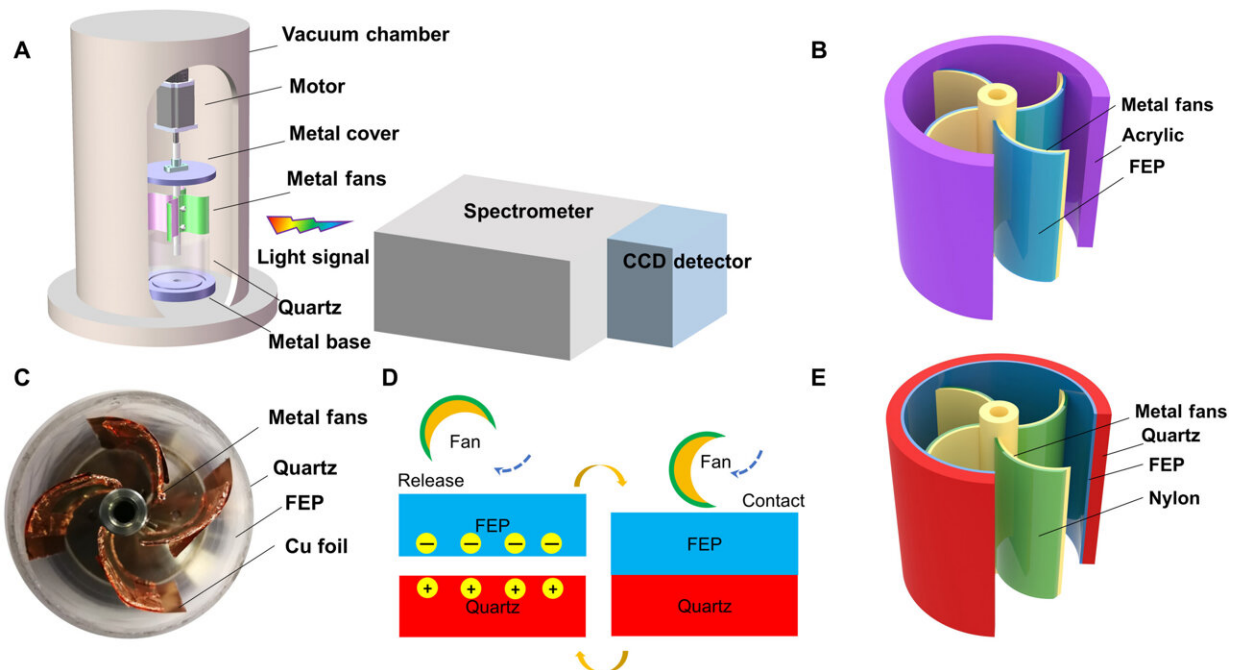 A
Vacuum chamber
Motor
Metal cover
Metal fans
Light signal
Quartz
Metal base
Spectrometer
CCD detector
B
Metal fans
Acrylic
FEP
C
Metal fans
Quartz
FEP
Cu foil
D
Fan
Release
FEP
− − − −
+ + + +
Quartz
Fan
Contact
FEP
Quartz
E
Metal fans
Quartz
FEP
Nylon